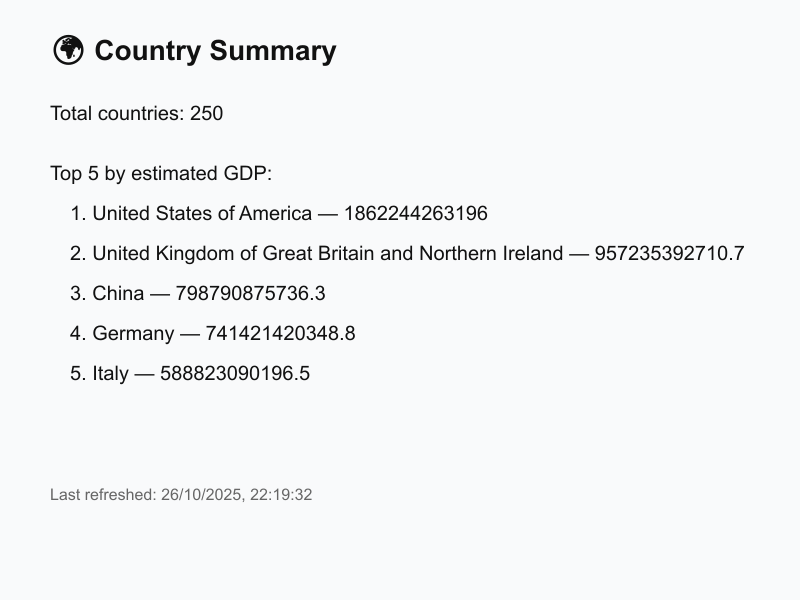 🌍 Country Summary
Total countries: 250
Top 5 by estimated GDP:
1. United States of America — 1862244263196
2. United Kingdom of Great Britain and Northern Ireland — 957235392710.7
3. China — 798790875736.3
4. Germany — 741421420348.8
5. Italy — 588823090196.5
Last refreshed: 26/10/2025, 22:19:32